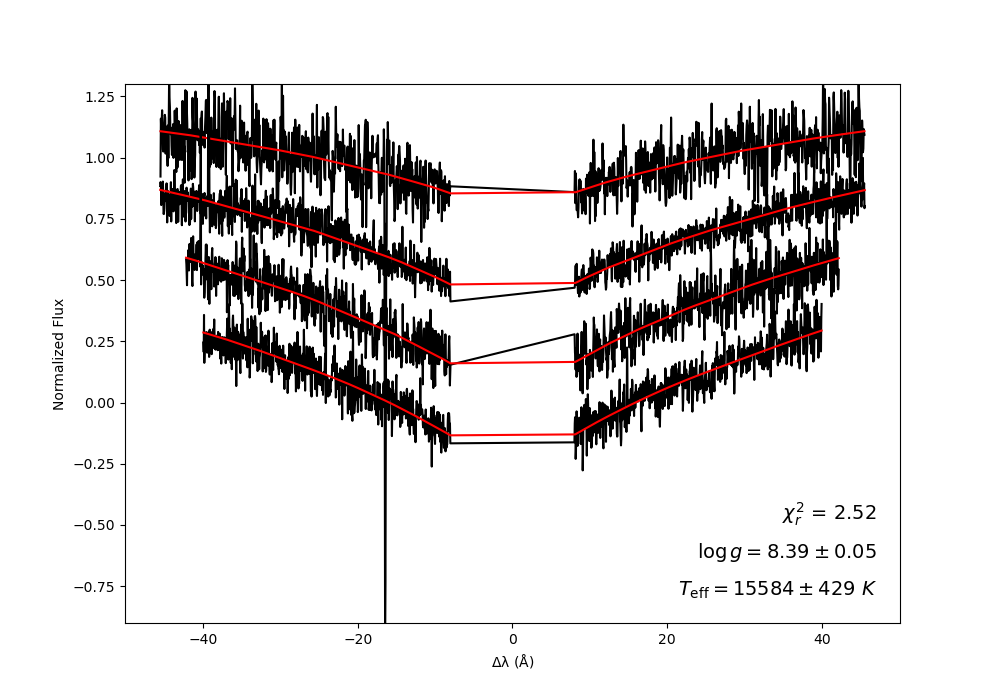 Normalized Flux
1.25
1.00
0.75
0.50
0.25
0.00
−0.25
−0.50
−0.75
χ²ᵣ = 2.52
log g = 8.39 ± 0.05
T_eff = 15584 ± 429 K
−40 −20 0 20 40
Δλ (Å)